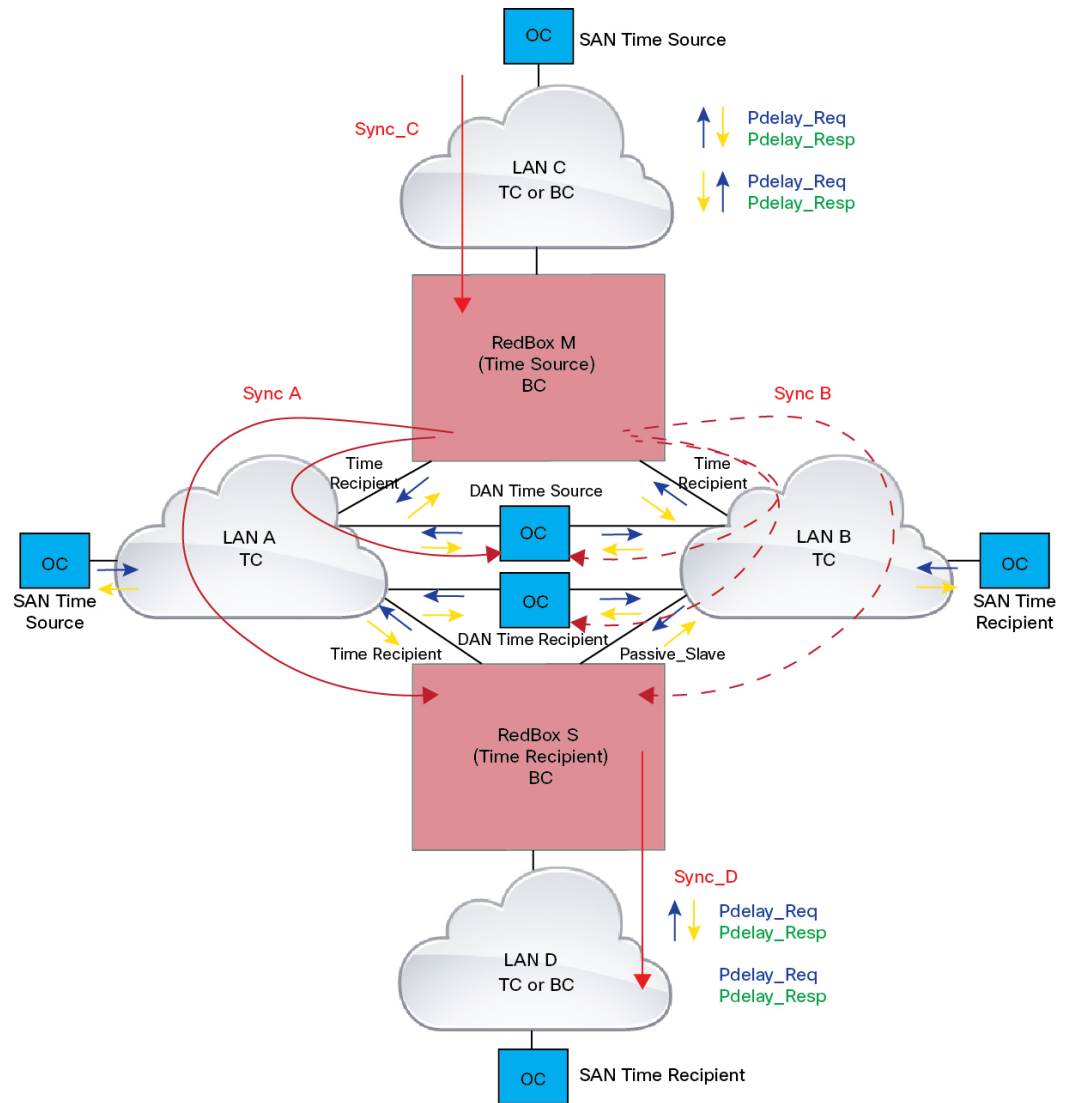 OC
SAN Time Source
Sync_C
Pdelay_Req
Pdelay_Resp
LAN C
TC or BC
Pdelay_Req
Pdelay_Resp
RedBox M
(Time Source)
BC
Sync A
Sync B
Time
Recipient
Time
Recipient
DAN Time Source
OC
LAN A
TC
LAN B
TC
OC
SAN Time
Source
OC
SAN Time
Recipient
OC
DAN Time Recipient
Time Recipient
Passive_Slave
RedBox S
(Time Recipient)
BC
Sync_D
Pdelay_Req
Pdelay_Resp
LAN D
TC or BC
Pdelay_Req
Pdelay_Resp
OC
SAN Time Recipient